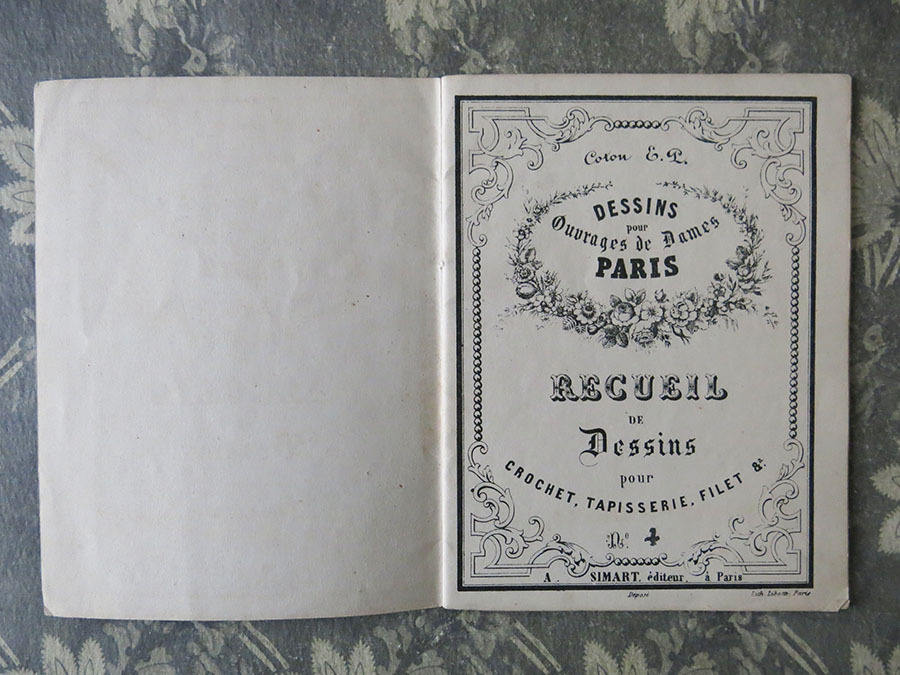 Coton E. P.
DESSINS
pour
Ouvrages de Dames
PARIS
RECUEIL
DE
Dessins
pour
CROCHET, TAPISSERIE, FILET &a.
No. 4
A. SIMART, éditeur, à Paris
Déposé
Paris